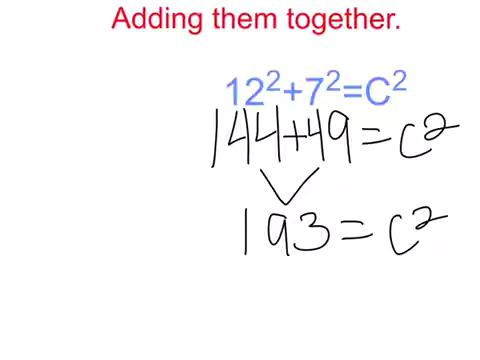 Adding them together.
12²+7²=C²
144+49=c²
193=c²